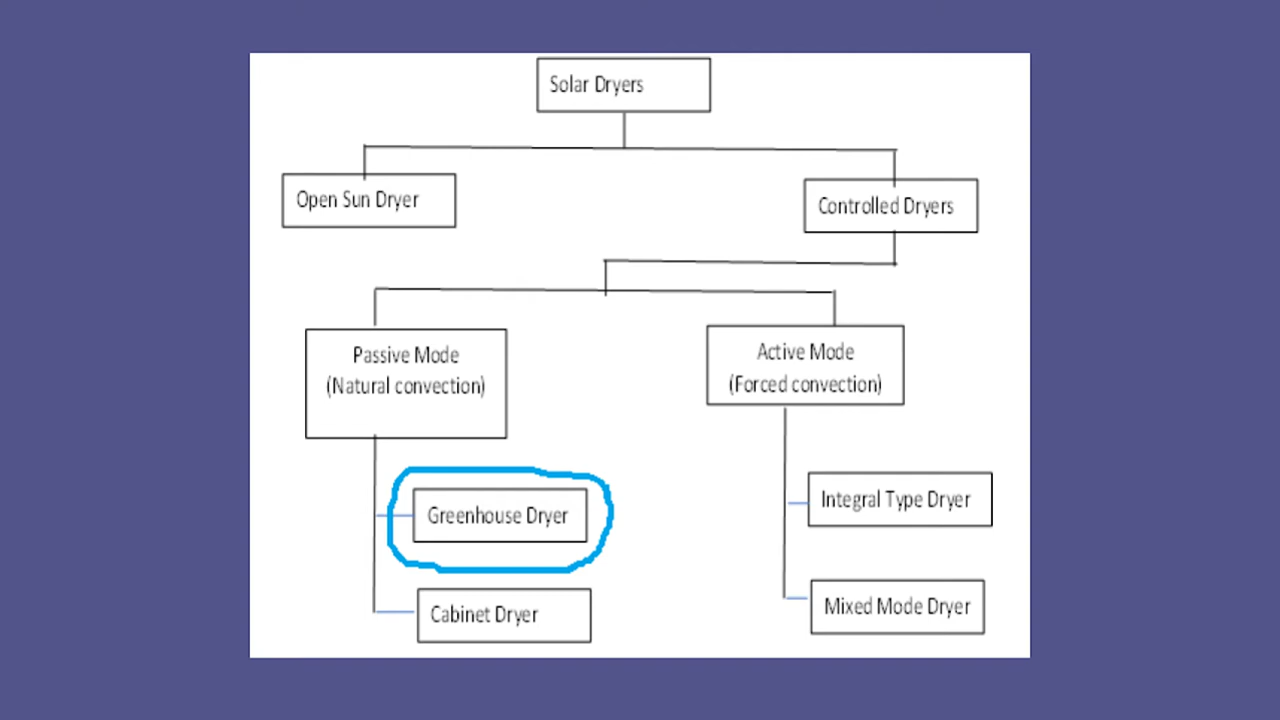 Solar Dryers
Open Sun Dryer
Controlled Dryers
Passive Mode
(Natural convection)
Active Mode
(Forced convection)
Greenhouse Dryer
Integral Type Dryer
Cabinet Dryer
Mixed Mode Dryer